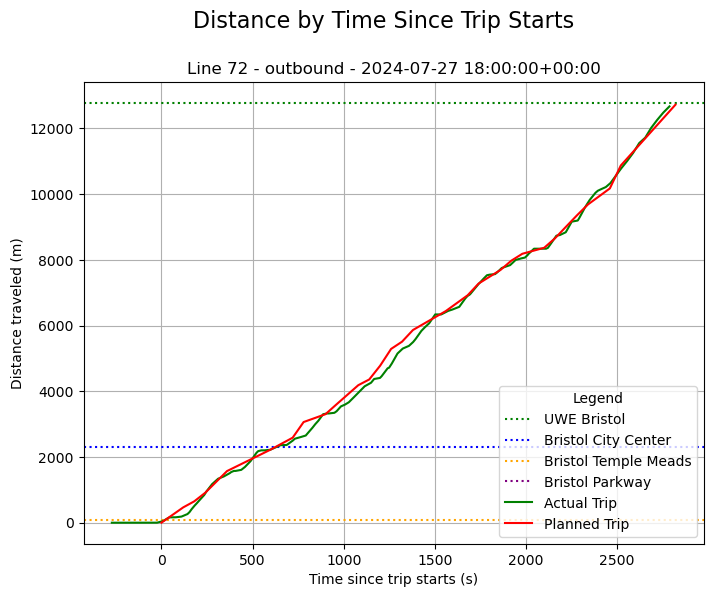 Distance by Time Since Trip Starts
Line 72 - outbound - 2024-07-27 18:00:00+00:00
12000
10000
8000
6000
4000
2000
0
Distance traveled (m)
Legend
UWE Bristol
Bristol City Center
Bristol Temple Meads
Bristol Parkway
Actual Trip
Planned Trip
0 500 1000 1500 2000 2500
Time since trip starts (s)